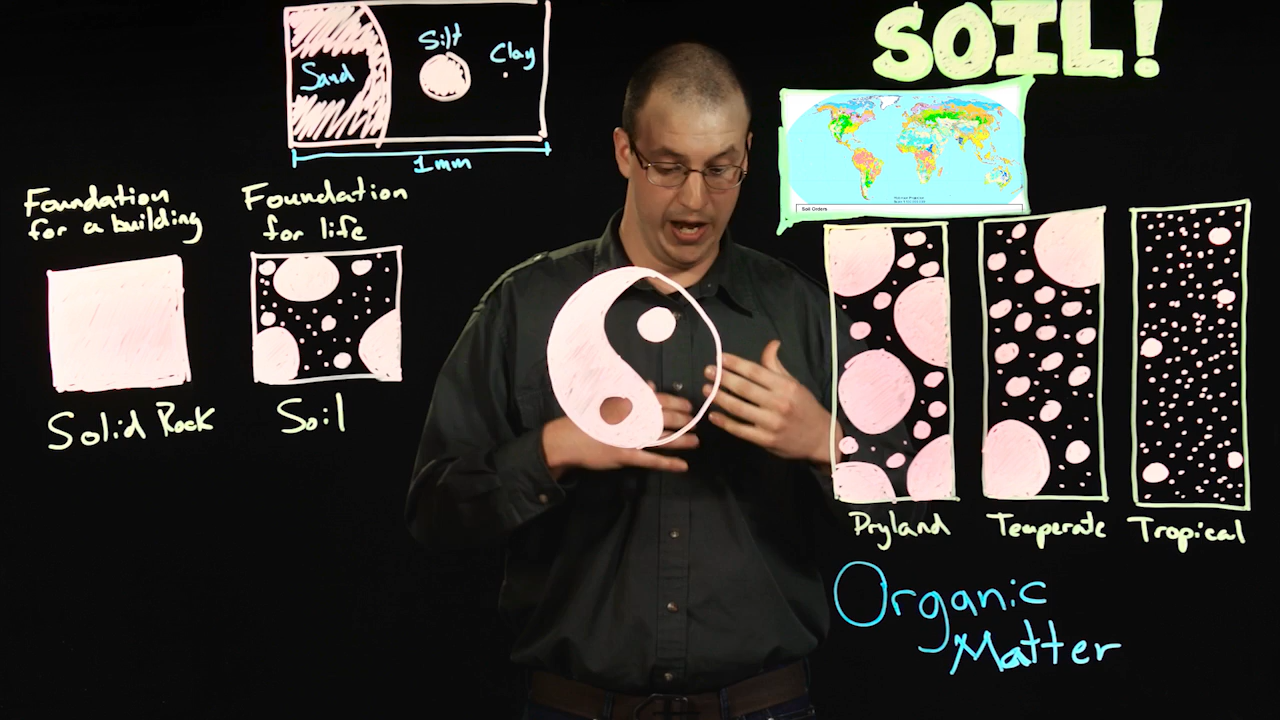 SOIL!
Silt
Clay
Sand
1mm
Foundation
for a building
Foundation
for life
Solid Rock
Soil
Soil Orders
Dryland
Temperate
Tropical
Organic
Matter